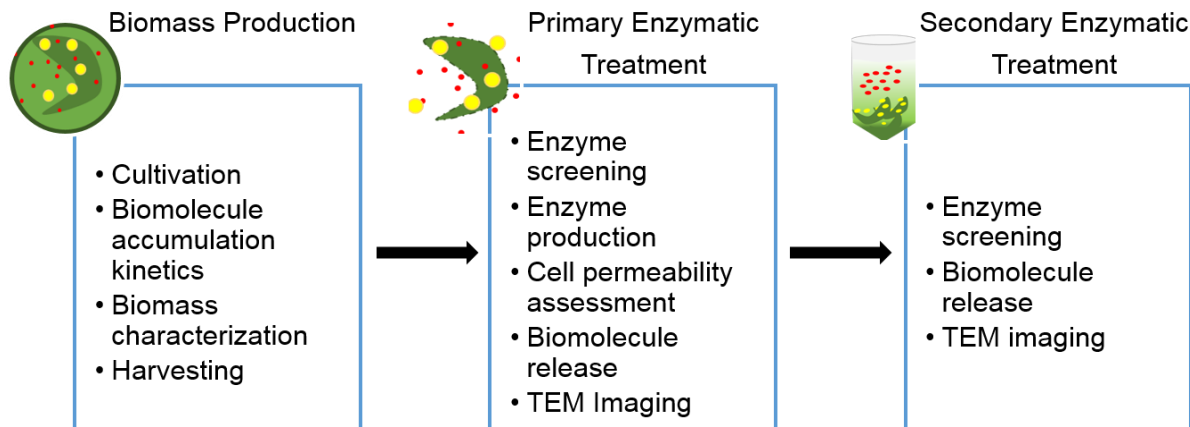 Biomass Production
• Cultivation
• Biomolecule
accumulation
kinetics
• Biomass
characterization
• Harvesting
Primary Enzymatic
Treatment
• Enzyme
screening
• Enzyme
production
• Cell permeability
assessment
• Biomolecule
release
• TEM Imaging
Secondary Enzymatic
Treatment
• Enzyme
screening
• Biomolecule
release
• TEM imaging